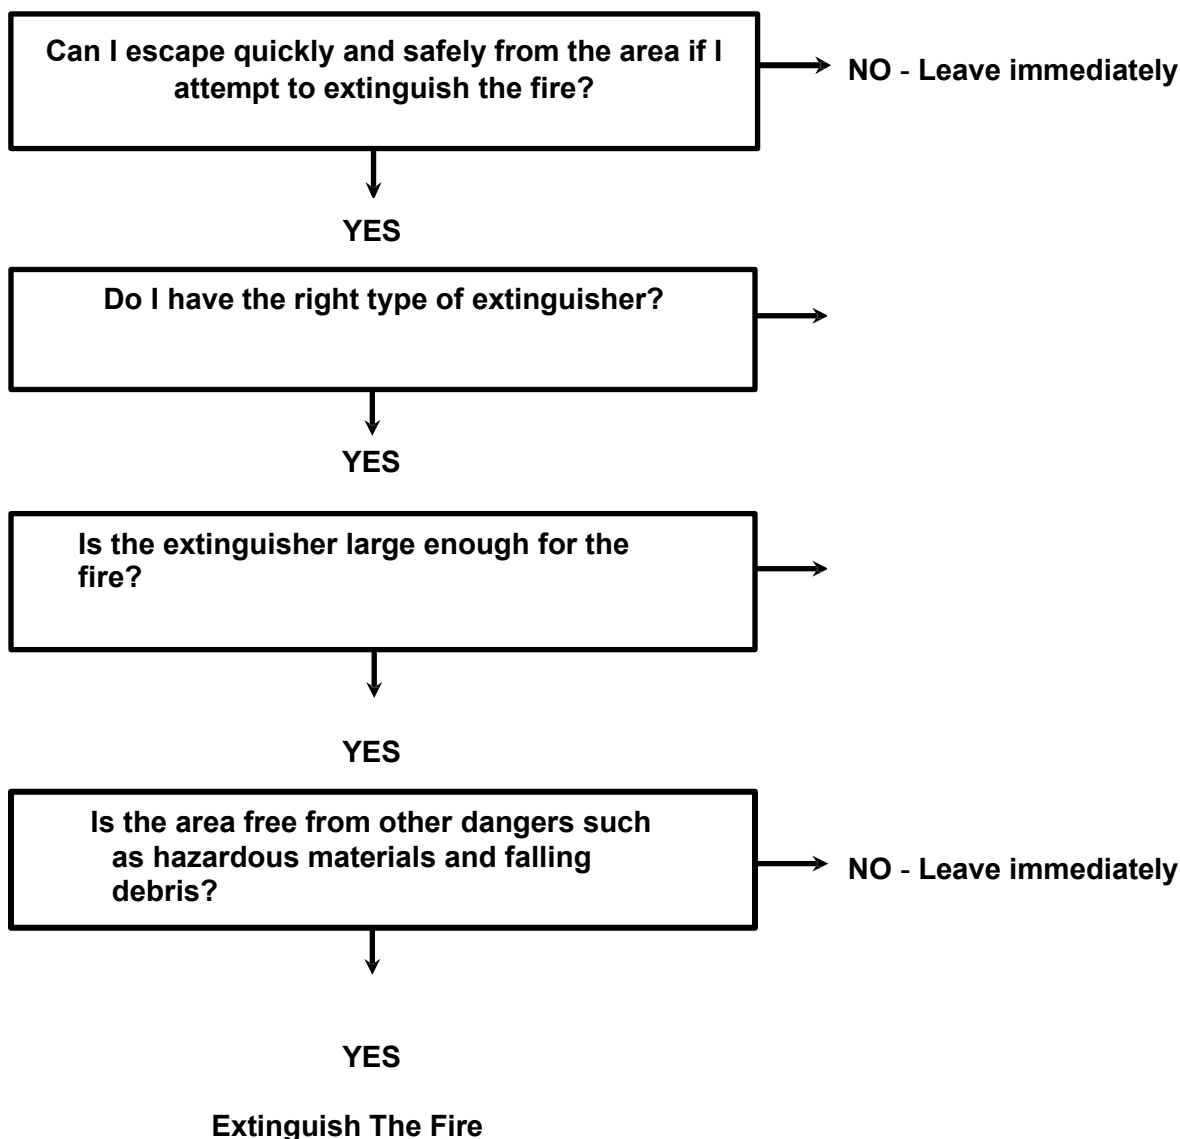 Can I escape quickly and safely from the area if I
attempt to extinguish the fire?
NO - Leave immediately
YES
Do I have the right type of extinguisher?
YES
Is the extinguisher large enough for the
fire?
YES
Is the area free from other dangers such
as hazardous materials and falling
debris?
NO - Leave immediately
YES
Extinguish The Fire